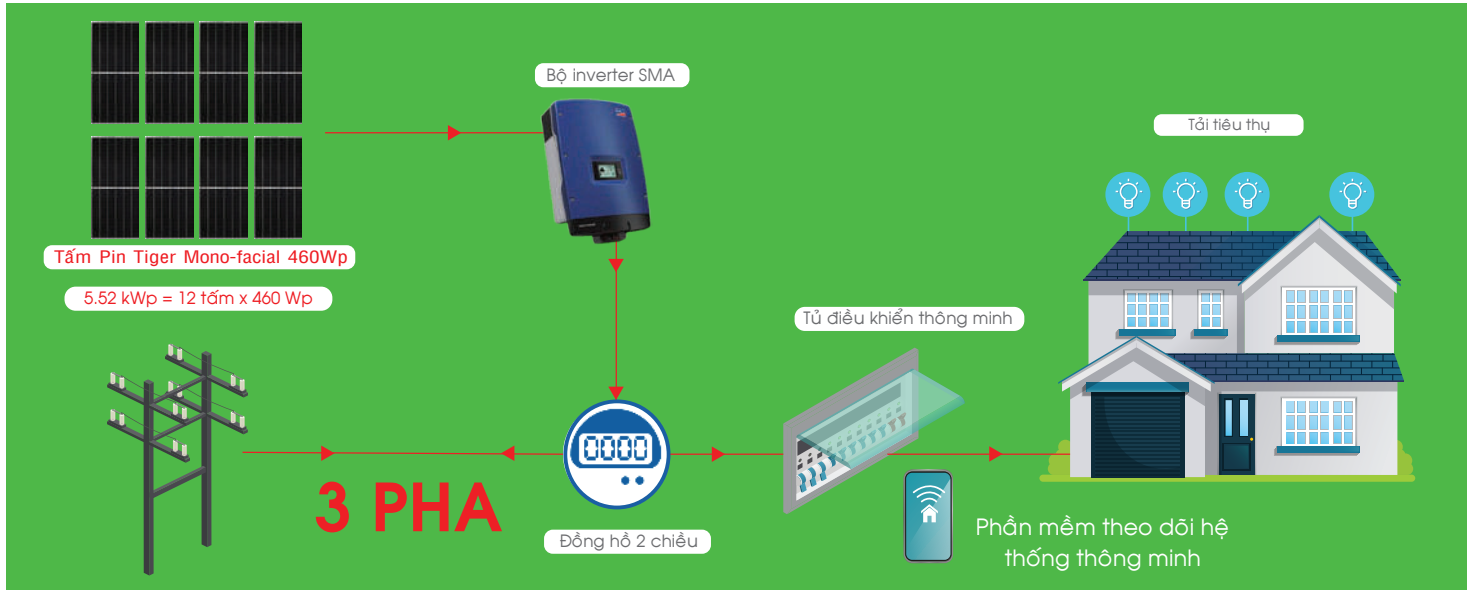 Bộ inverter SMA
Tải tiêu thụ
Tấm Pin Tiger Mono-facial 460Wp
5.52 kWp = 12 tấm x 460 Wp
Tủ điều khiển thông minh
0000
3 PHA
Đồng hồ 2 chiều
Phần mềm theo dõi hệ
thống thông minh